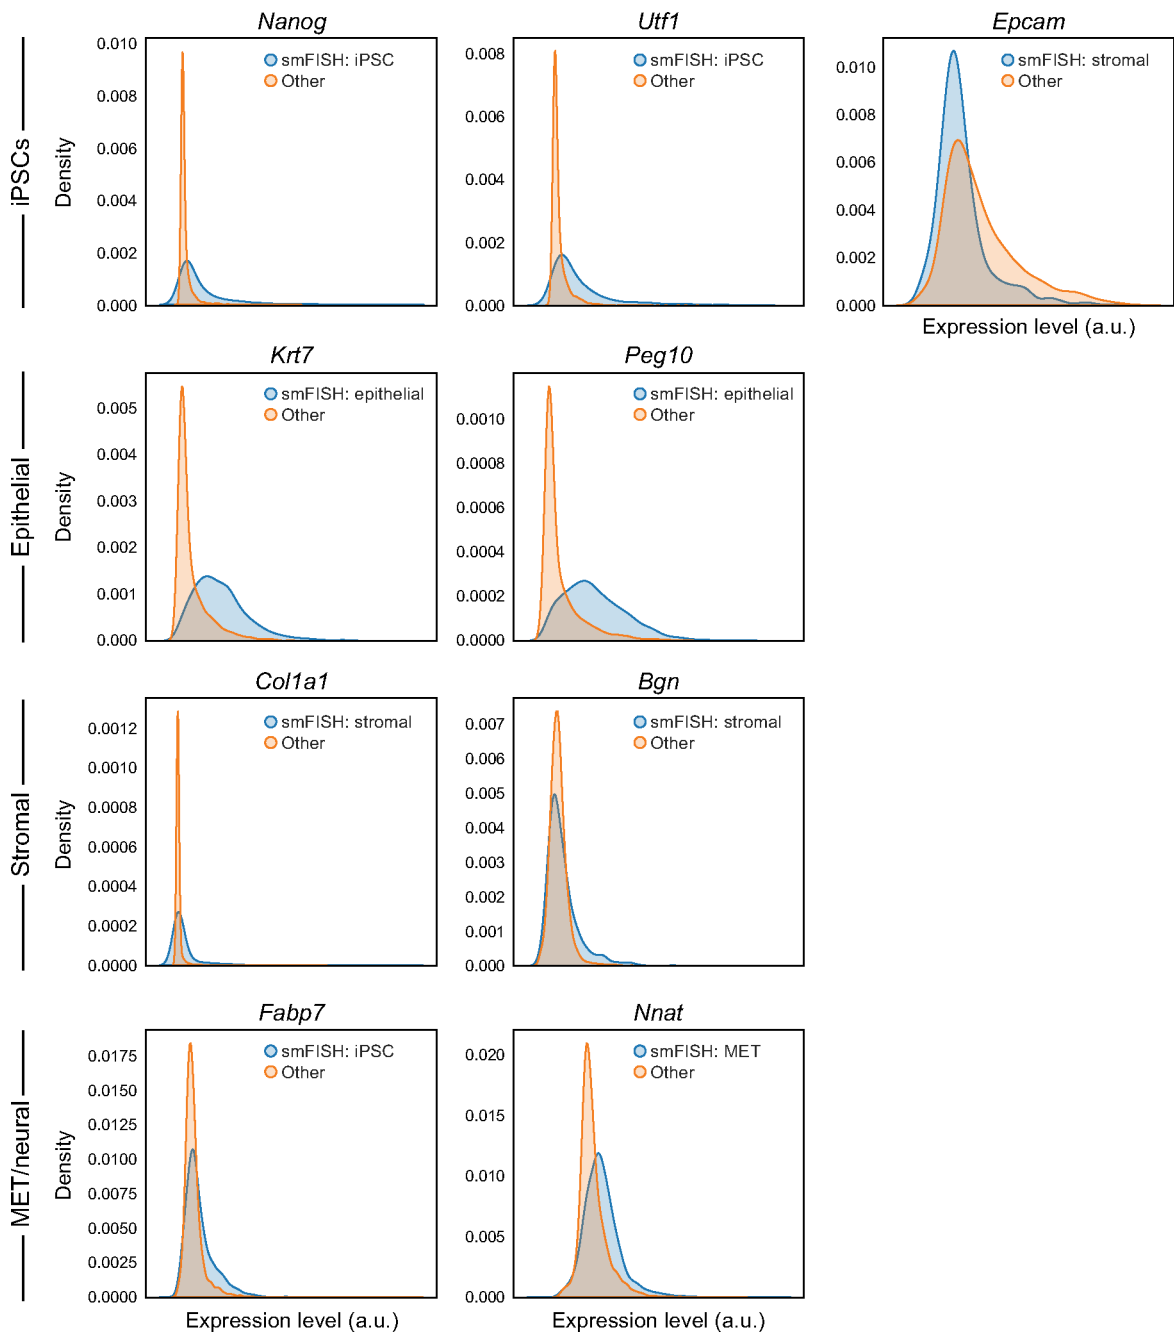 Nanog
Utf1
Epcam
iPSCs
Density
0.010
0.008
0.006
0.004
0.002
0.000
smFISH: iPSC
Other
0.008
0.006
0.004
0.002
0.000
smFISH: iPSC
Other
0.010
0.008
0.006
0.004
0.002
0.000
smFISH: stromal
Other
Expression level (a.u.)
Krt7
Peg10
Epithelial
Density
0.005
0.004
0.003
0.002
0.001
0.000
smFISH: epithelial
Other
0.0010
0.0008
0.0006
0.0004
0.0002
0.0000
smFISH: epithelial
Other
Col1a1
Bgn
Stromal
Density
0.0012
0.0010
0.0008
0.0006
0.0004
0.0002
0.0000
smFISH: stromal
Other
0.007
0.006
0.005
0.004
0.003
0.002
0.001
0.000
smFISH: stromal
Other
Fabp7
Nnat
MET/neural
Density
0.0175
0.0150
0.0125
0.0100
0.0075
0.0050
0.0025
0.0000
smFISH: iPSC
Other
0.020
0.015
0.010
0.005
0.000
smFISH: MET
Other
Expression level (a.u.)
Expression level (a.u.)